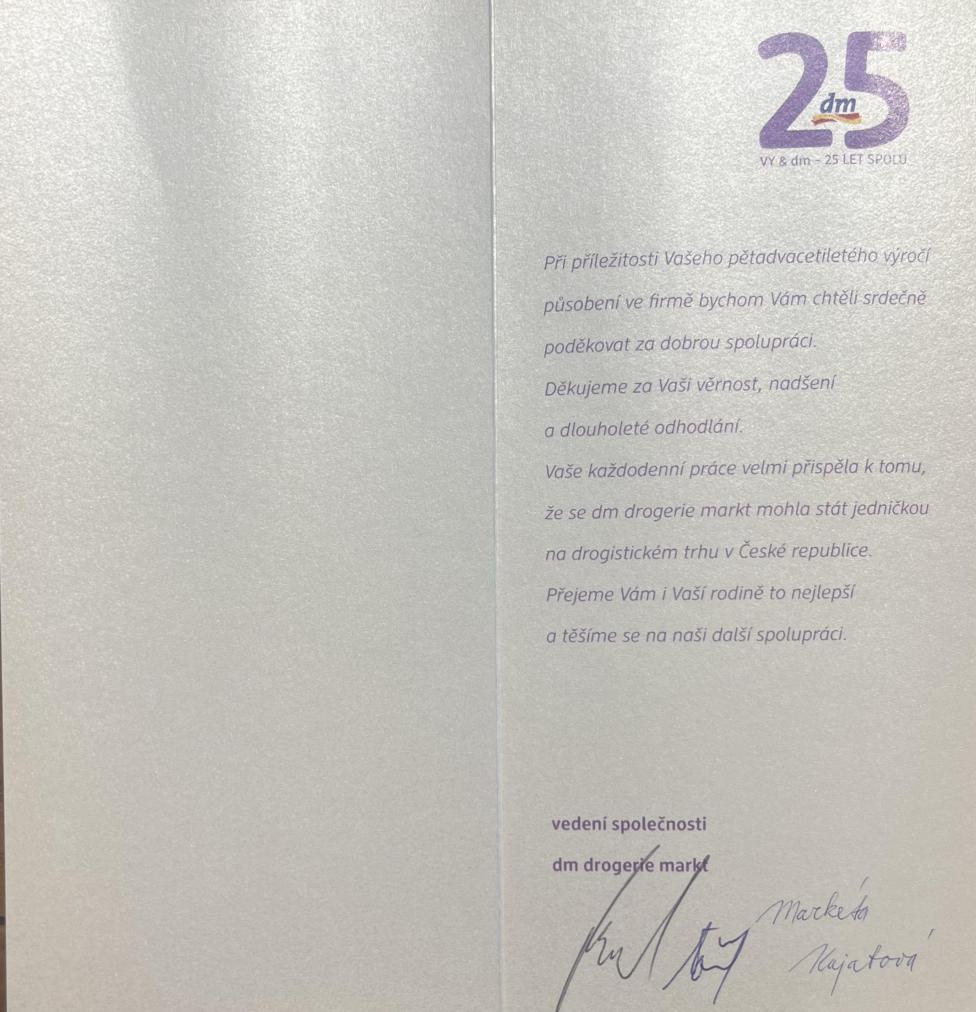 25
dm
VY & dm – 25 LET SPOLU
Při příležitosti Vašeho pětadvacetiletého výročí
působení ve firmě bychom Vám chtěli srdečně
poděkovat za dobrou spolupráci.
Děkujeme za Vaši věrnost, nadšení
a dlouholeté odhodlání.
Vaše každodenní práce velmi přispěla k tomu,
že se dm drogerie markt mohla stát jedničkou
na drogistickém trhu v České republice.
Přejeme Vám i Vaší rodině to nejlepší
a těšíme se na naši další spolupráci.
vedení společnosti
dm drogerie markt
Markéta
Kajatová